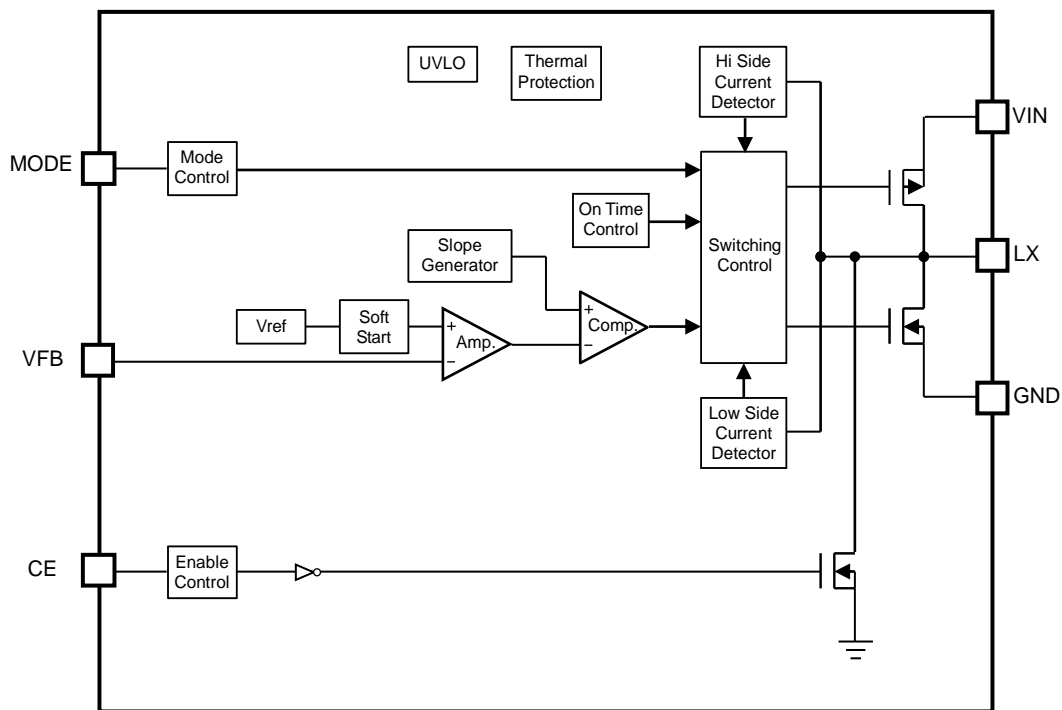 UVLO
Thermal
Protection
Hi Side
Current
Detector
VIN
MODE
Mode
Control
On Time
Control
Switching
Control
LX
Slope
Generator
Vref
Soft
Start
+
Amp.
−
+
Comp.
−
VFB
GND
Low Side
Current
Detector
CE
Enable
Control